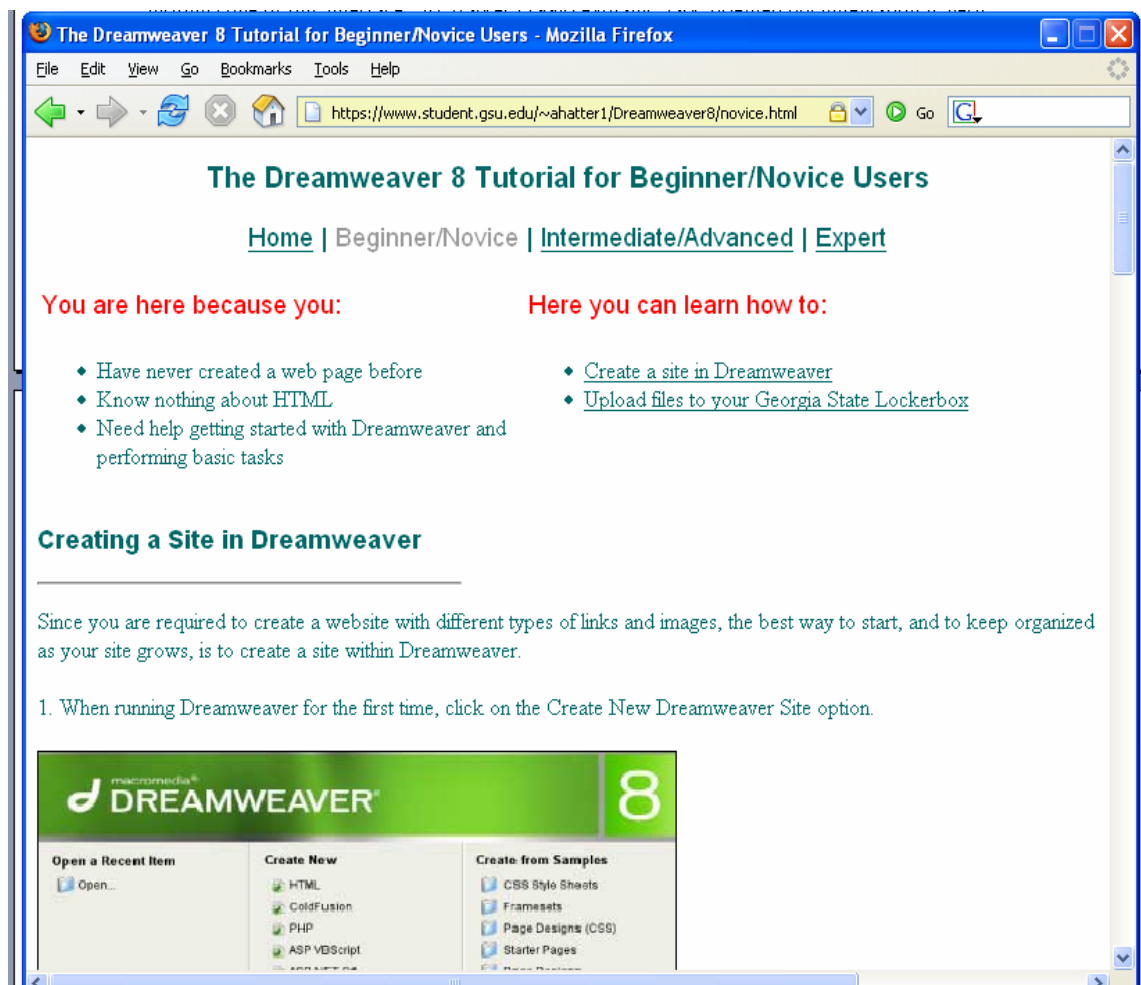 The Dreamweaver 8 Tutorial for Beginner/Novice Users - Mozilla Firefox
File Edit View Go Bookmarks Tools Help
https://www.student.gsu.edu/~ahatter1/Dreamweaver8/novice.html Go G
The Dreamweaver 8 Tutorial for Beginner/Novice Users
Home | Beginner/Novice | Intermediate/Advanced | Expert
You are here because you:
• Have never created a web page before
• Know nothing about HTML
• Need help getting started with Dreamweaver and
performing basic tasks
Here you can learn how to:
• Create a site in Dreamweaver
• Upload files to your Georgia State Lockerbox
Creating a Site in Dreamweaver
Since you are required to create a website with different types of links and images, the best way to start, and to keep organized
as your site grows, is to create a site within Dreamweaver.
1. When running Dreamweaver for the first time, click on the Create New Dreamweaver Site option.
macromedia®
DREAMWEAVER® 8
Open a Recent Item
Open...
Create New
HTML
ColdFusion
PHP
ASP VBScript
Create from Samples
CSS Style Sheets
Framesets
Page Designs (CSS)
Starter Pages